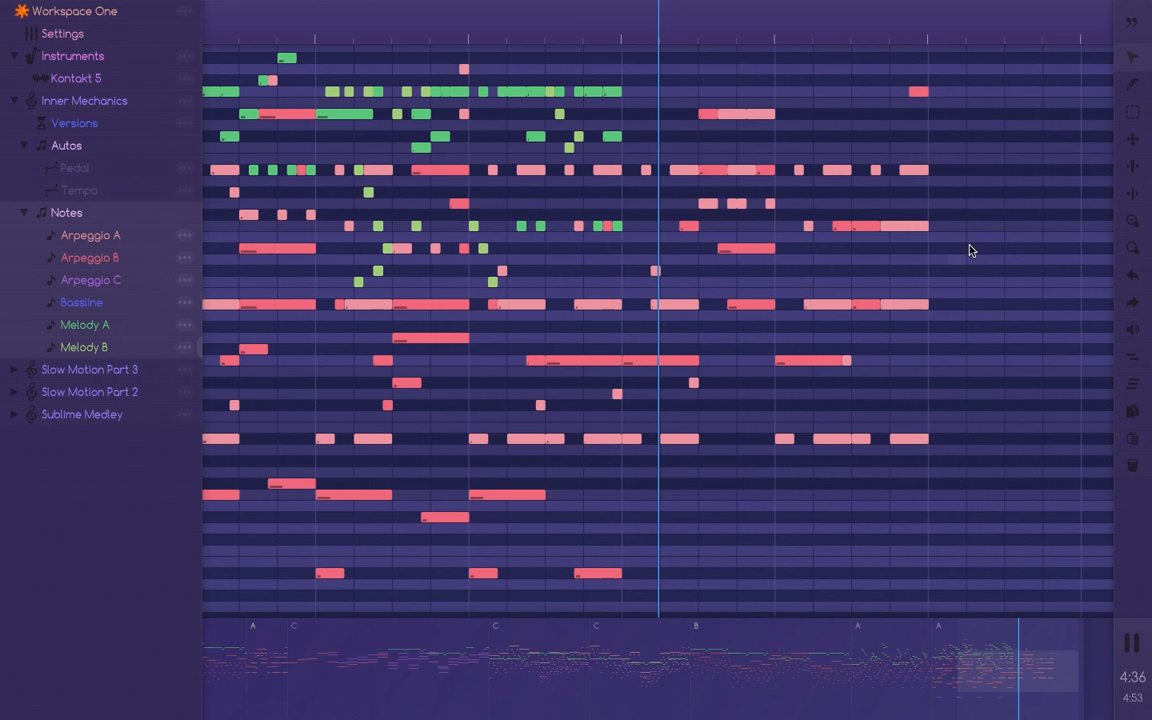 Workspace One
Settings
Instruments
Kontakt 5
Inner Mechanics
Versions
Autos
Pedal
Tempo
Notes
Arpeggio A
Arpeggio B
Arpeggio C
Bassline
Melody A
Melody B
Slow Motion Part 3
Slow Motion Part 2
Sublime Medley
A C C C B A A
4:36
4:53